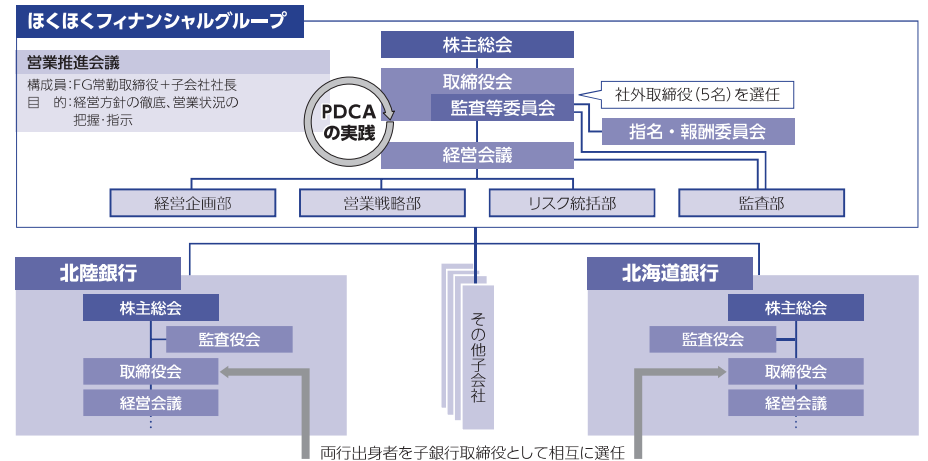 ほくほくフィナンシャルグループ
営業推進会議
構成員：FG常勤取締役＋子会社社長
目　的：経営方針の徹底、営業状況の
把握・指示
PDCA
の実践
株主総会
取締役会
監査等委員会
経営会議
社外取締役（5名）を選任
指名・報酬委員会
経営企画部
営業戦略部
リスク統括部
監査部
北陸銀行
株主総会
監査役会
取締役会
経営会議
⋮
その他子会社
北海道銀行
株主総会
監査役会
取締役会
経営会議
⋮
両行出身者を子銀行取締役として相互に選任